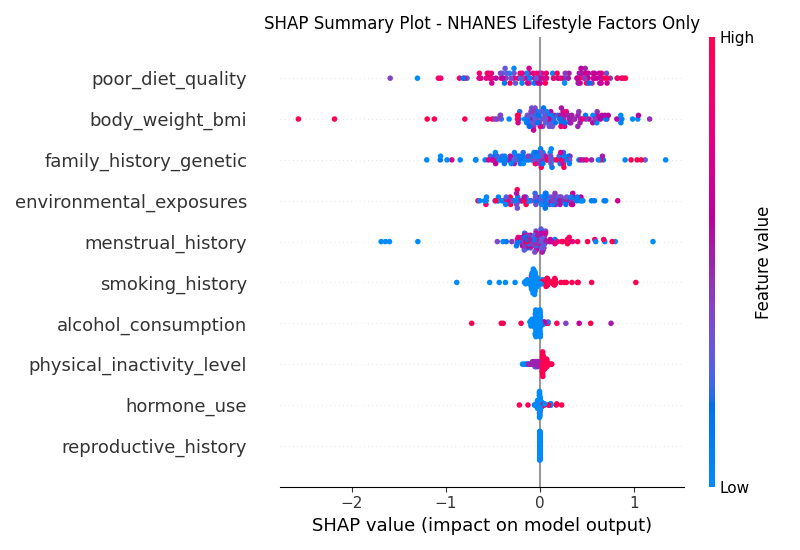 SHAP Summary Plot - NHANES Lifestyle Factors Only
High
poor_diet_quality
body_weight_bmi
family_history_genetic
environmental_exposures
menstrual_history
smoking_history
alcohol_consumption
physical_inactivity_level
hormone_use
reproductive_history
Feature value
Low
−2 −1 0 1
SHAP value (impact on model output)